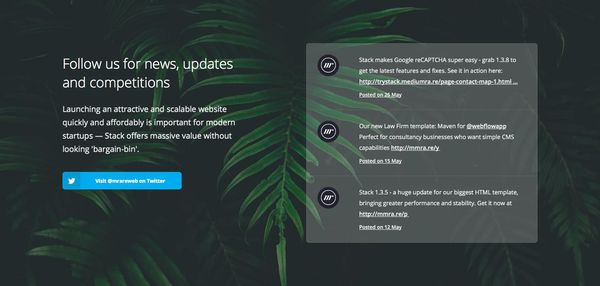 Follow us for news, updates
and competitions
Launching an attractive and scalable website
quickly and affordably is important for modern
startups — Stack offers massive value without
looking 'bargain-bin'.
Visit @mrareweb on Twitter
Stack makes Google reCAPTCHA super easy - grab 1.3.8 to
get the latest features and fixes. See it in action here:
http://trystack.mediumra.re/page-contact-map-1.html ...
Posted on 26 May
Our new Law Firm template: Maven for @webflowapp
Perfect for consultancy businesses who want simple CMS
capabilities http://mmra.re/y
Posted on 15 May
Stack 1.3.5 - a huge update for our biggest HTML template,
bringing greater performance and stability. Get it now at
http://mmra.re/p
Posted on 12 May